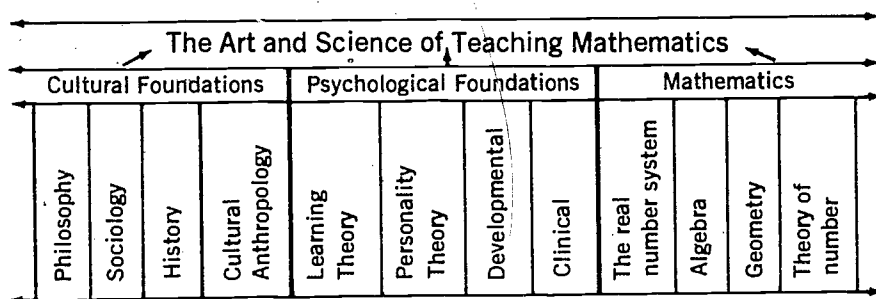 The Art and Science of Teaching Mathematics
Cultural Foundations
Psychological Foundations
Mathematics
Philosophy
Sociology
History
Cultural
Anthropology
Learning
Theory
Personality
Theory
Developmental
Clinical
The real
number system
Algebra
Geometry
Theory of
number